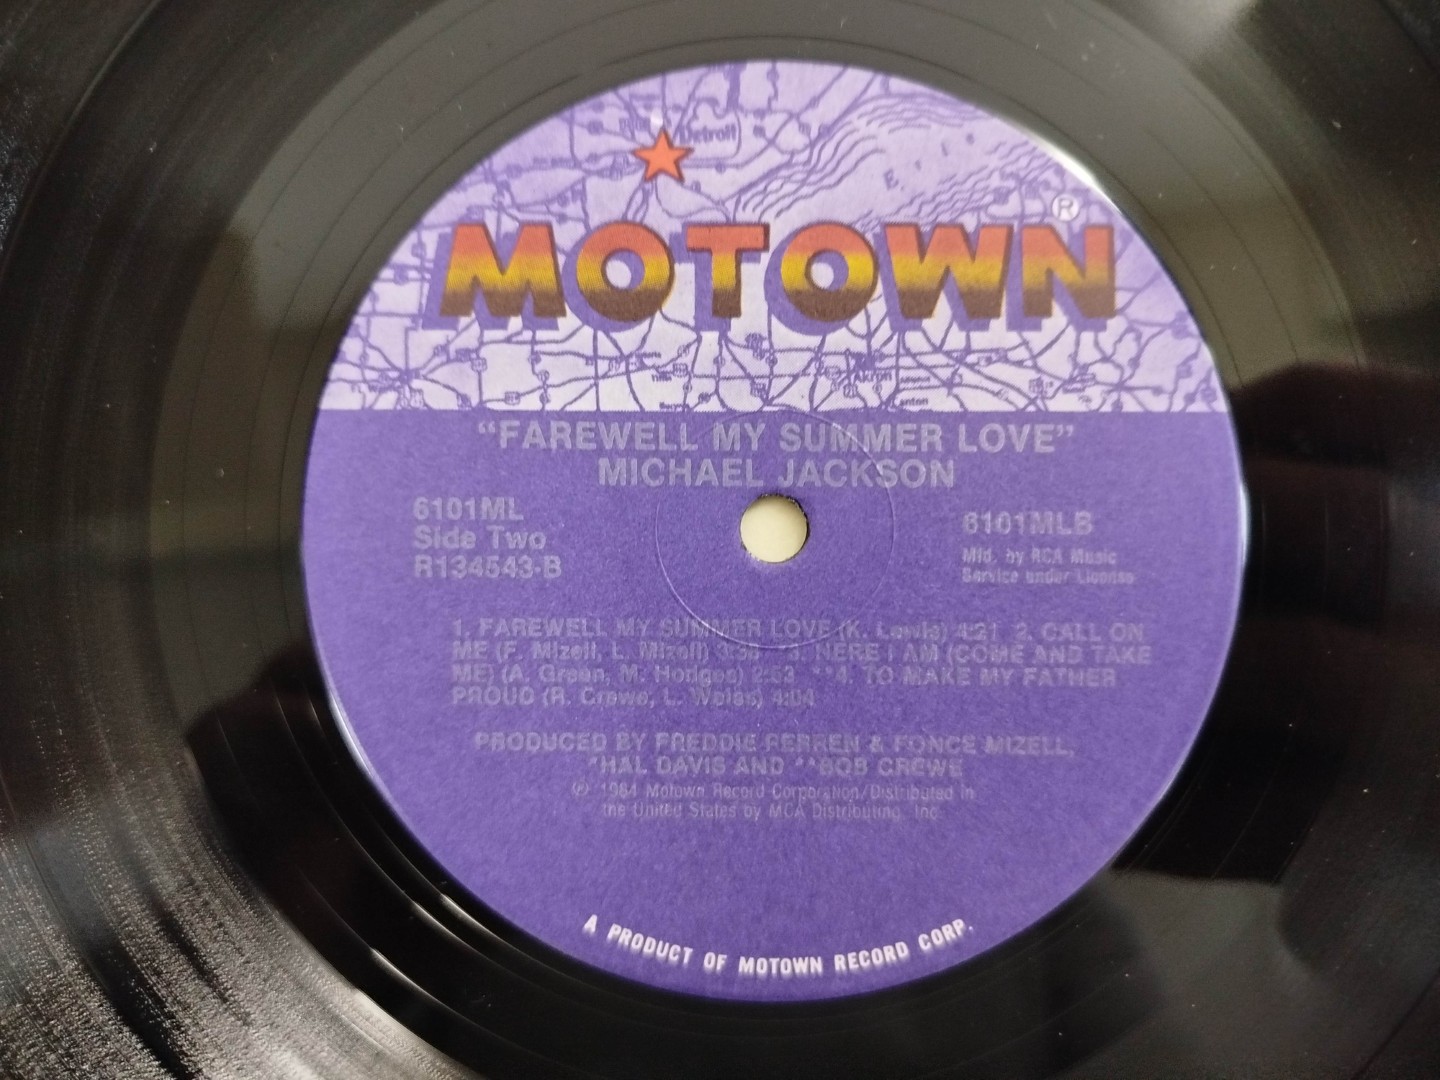 Detroit
Erie
®
MOTOWN
Akron
anton
"FAREWELL MY SUMMER LOVE"
MICHAEL JACKSON
6101ML
Side Two
R134543-B
6101MLB
Mfd. by RCA Music
Service under License
1. FAREWELL MY SUMMER LOVE (K. Lewis) 4:21 2. CALL ON
ME (F. Mizell, L. Mizell) 3. HERE I AM (COME AND TAKE
ME) (A. Green, M. Hodges) 2:53 **4. TO MAKE MY FATHER
PROUD (R. Crewe, L. Weiss) 4:04
PRODUCED BY FREDDIE PERREN & FONCE MIZELL,
*HAL DAVIS AND **BOB CREWE
℗ 1984 Motown Record Corporation/Distributed in
the United States by MCA Distributing, Inc.
A PRODUCT OF MOTOWN RECORD CORP.